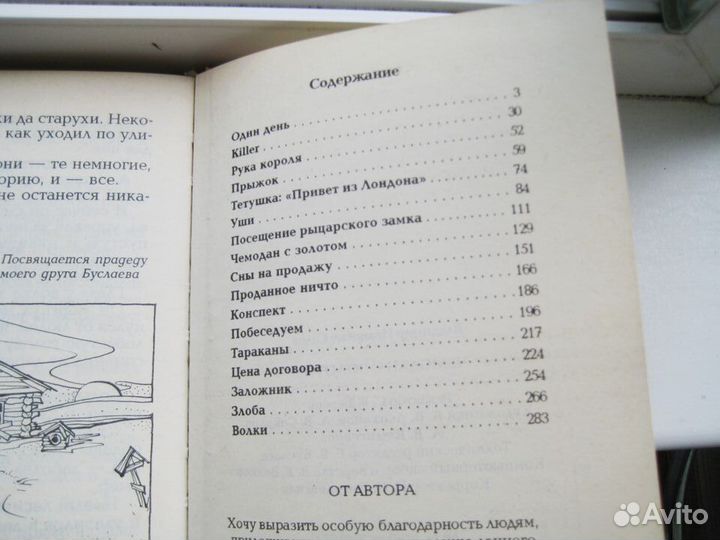 ки да старухи. Неко-
как уходил по ули-
они — те немногие,
орию, и — все.
не останется ника-
Посвящается прадеду
моего друга Буслаева
Содержание
Один день 3
Killer 30
Рука короля 52
Прыжок 59
Тетушка: «Привет из Лондона» 74
Уши 84
Посещение рыцарского замка 111
Чемодан с золотом 129
Сны на продажу 151
Проданное ничто 166
Конспект 186
Побеседуем 196
Тараканы 217
Цена договора 224
Заложник 254
Злоба 266
Волки 283
ОТ АВТОРА
Хочу выразить особую благодарность людям,
Avito